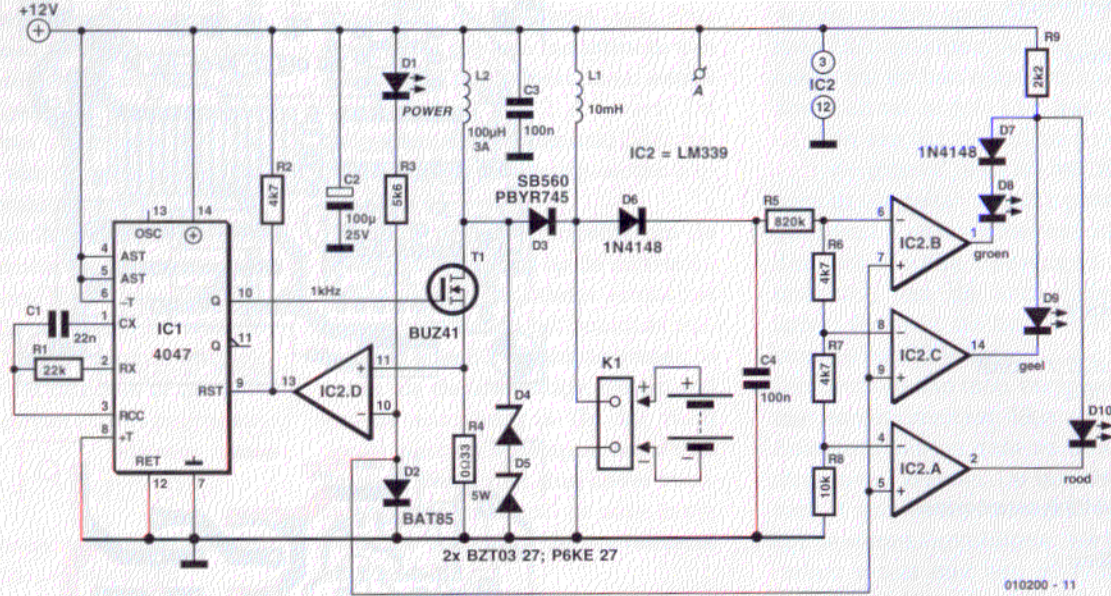 +12V
D1
POWER
L2
100µH
3A
C3
100n
L1
10mH
A
3
IC2
12
R9
2k2
IC2 = LM339
D7
1N4148
D8
R2
4k7
C2
100µ
25V
R3
5k6
SB560
PBYR745
D3
D6
1N4148
R5
820k
R6
4k7
6
7
IC2.B
1
groen
13
OSC
14
4
AST
5
AST
6
–T
1
CX
2
RX
3
RCC
8
+T
IC1
4047
Q
10
Q
11
RST
9
RET
12
7
C1
22n
R1
22k
1kHz
T1
BUZ41
13
IC2.D
+
11
–
10
D2
BAT85
R4
0Ω33
5W
D4
D5
2x BZT03 27; P6KE 27
K1
+
–
+
–
C4
100n
R7
4k7
8
9
IC2.C
14
geel
D9
R8
10k
4
5
IC2.A
2
rood
D10
010200 - 11